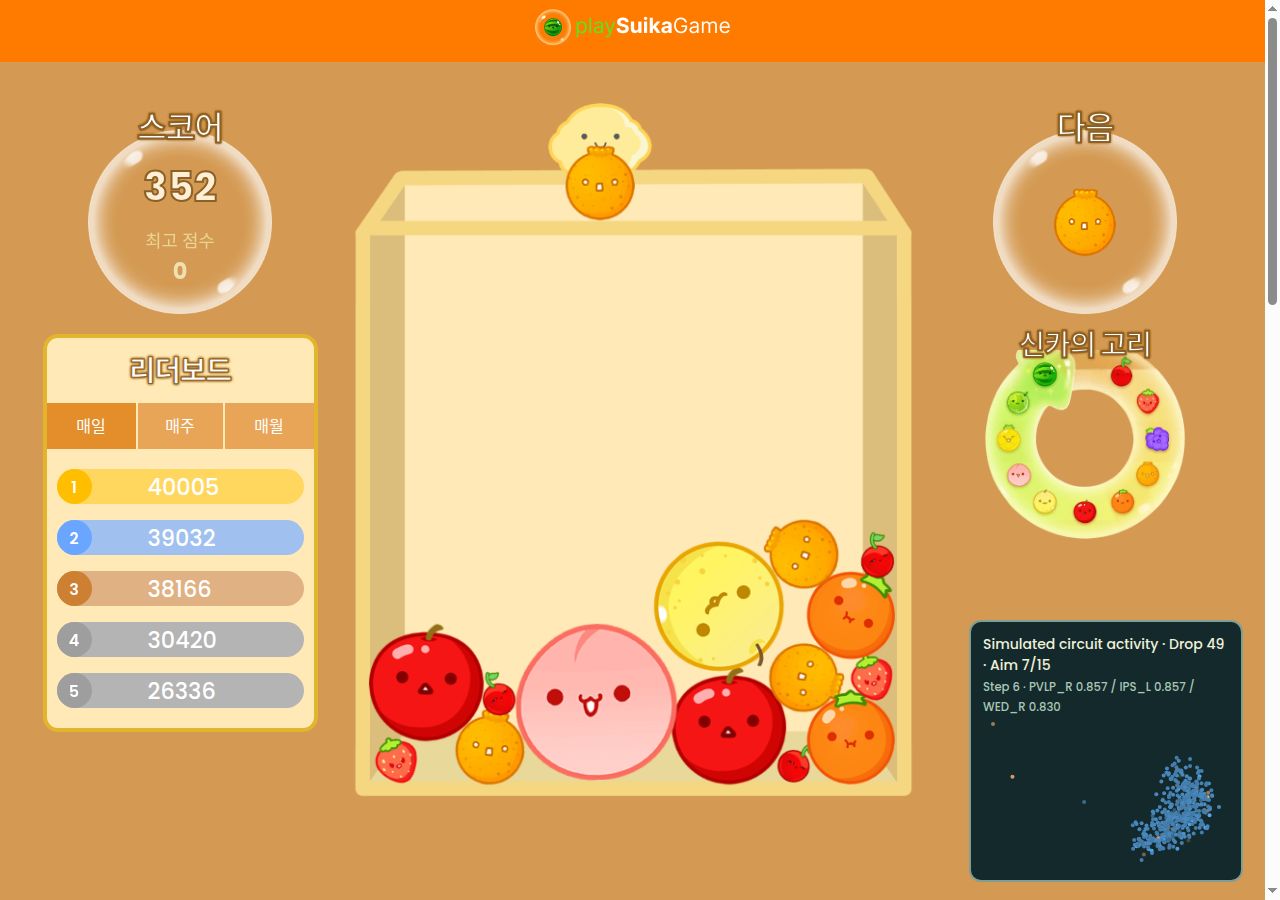 playSuikaGame
스코어
352
최고 점수
0
다음
신카의 고리
리더보드
매일 매주 매월
1 40005
2 39032
3 38166
4 30420
5 26336
Simulated circuit activity · Drop 49
· Aim 7/15
Step 6 · PVLP_R 0.857 / IPS_L 0.857 /
WED_R 0.830